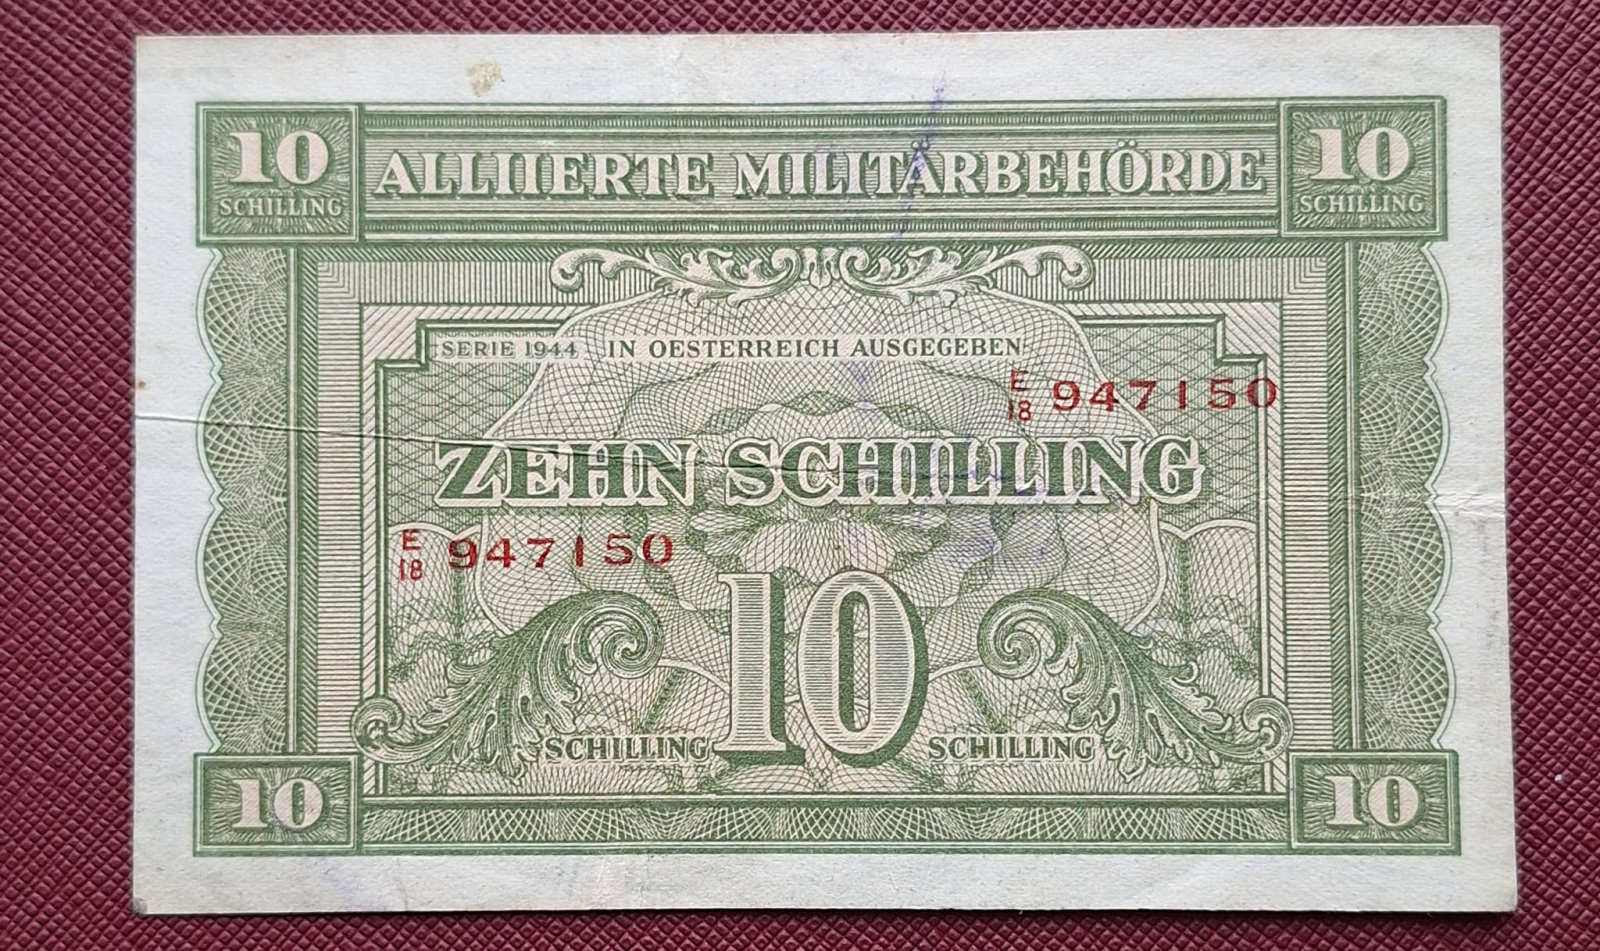 10 ALLIIERTE MILITÄRBEHÖRDE 10
SCHILLING SCHILLING
SERIE 1944 IN OESTERREICH AUSGEGEBEN
E
18 947150
ZEHN SCHILLING
E
18 947150
SCHILLING 10 SCHILLING
10 10